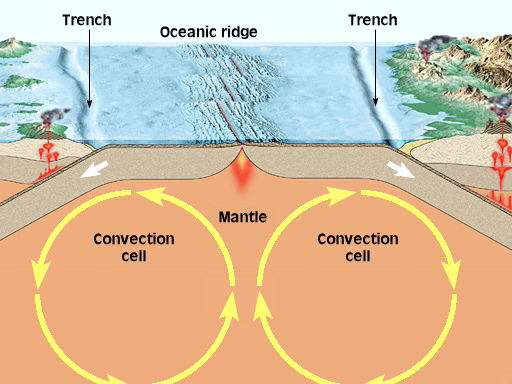 Trench
Oceanic ridge
Trench
Mantle
Convection
cell
Convection
cell